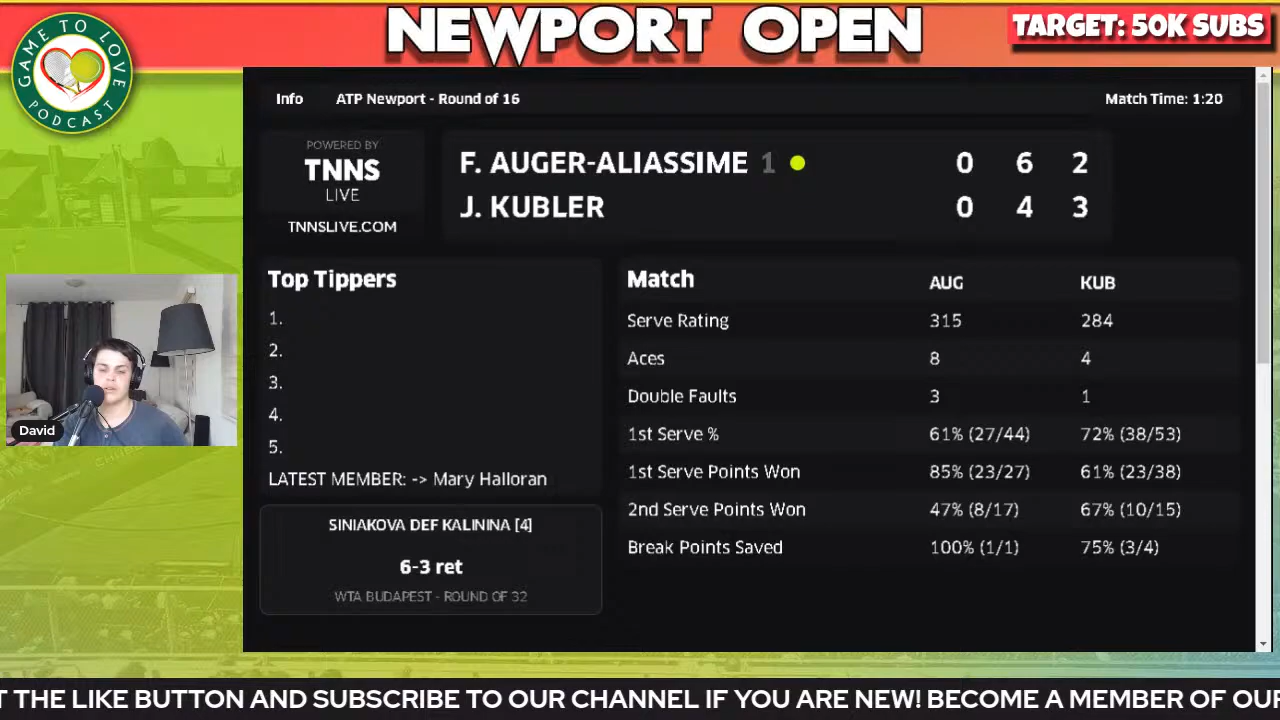 NEWPORT OPEN
TARGET: 50K SUBS
GAME TO LOVE
PODCAST
Info ATP Newport - Round of 16 Match Time: 1:20
POWERED BY
TNNS
LIVE
TNNSLIVE.COM
F. AUGER-ALIASSIME 1 0 6 2
J. KUBLER 0 4 3
Top Tippers
1.
2.
3.
4.
5.
LATEST MEMBER: -> Mary Halloran
SINIAKOVA DEF KALININA [4]
6-3 ret
WTA BUDAPEST - ROUND OF 32
Match AUG KUB
Serve Rating 315 284
Aces 8 4
Double Faults 3 1
1st Serve % 61% (27/44) 72% (38/53)
1st Serve Points Won 85% (23/27) 61% (23/38)
2nd Serve Points Won 47% (8/17) 67% (10/15)
Break Points Saved 100% (1/1) 75% (3/4)
David
T THE LIKE BUTTON AND SUBSCRIBE TO OUR CHANNEL IF YOU ARE NEW! BECOME A MEMBER OF OUR